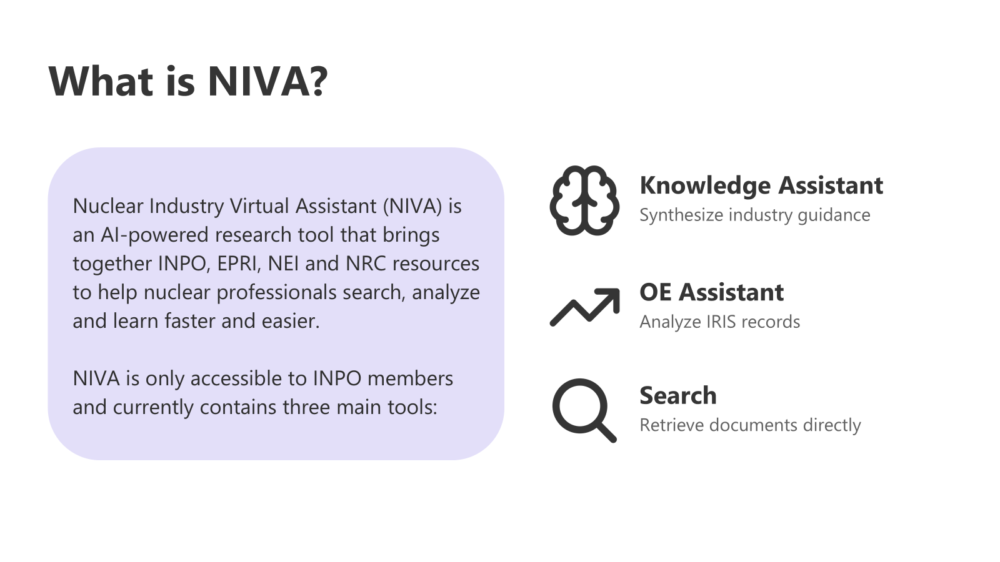 What is NIVA?
Nuclear Industry Virtual Assistant (NIVA) is
an AI-powered research tool that brings
together INPO, EPRI, NEI and NRC resources
to help nuclear professionals search, analyze
and learn faster and easier.
NIVA is only accessible to INPO members
and currently contains three main tools:
Knowledge Assistant
Synthesize industry guidance
OE Assistant
Analyze IRIS records
Search
Retrieve documents directly